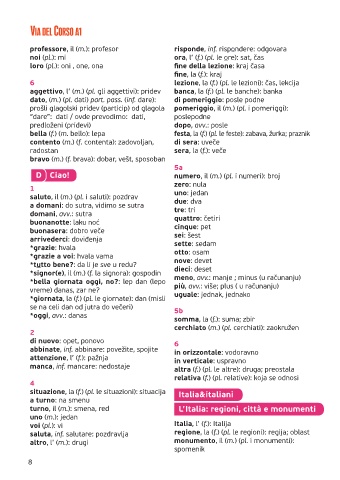 VIA DEL CORSO A1
professore, il (m.): profesor
noi (pl.): mi
loro (pl.): oni , one, ona
6
aggettivo, l' (m.) (pl. gli aggettivi): pridev
dato, (m.) (pl. dati) part. pass. (inf. dare):
prošli glagolski pridev (particip) od glagola
"dare": dati / ovde prevodimo: dati,
predloženi (pridevi)
bella (f.) (m. bello): lepa
contento (m.) (f. contenta): zadovoljan,
radostan
bravo (m.) (f. brava): dobar, vešt, sposoban
D Ciao!
1
saluto, il (m.) (pl. i saluti): pozdrav
a domani: do sutra, vidimo se sutra
domani, avv.: sutra
buonanotte: laku noć
buonasera: dobro veče
arrivederci: doviđenja
*grazie: hvala
*grazie a voi: hvala vama
*tutto bene?: da li je sve u redu?
*signor(e), il (m.) (f. la signora): gospodin
*bella giornata oggi, no?: lep dan (lepo
vreme) danas, zar ne?
*giornata, la (f.) (pl. le giornate): dan (misli
se na celi dan od jutra do večeri)
*oggi, avv.: danas
2
di nuovo: opet, ponovo
abbinate, inf. abbinare: povežite, spojite
attenzione, l' (f.): pažnja
manca, inf. mancare: nedostaje
4
situazione, la (f.) (pl. le situazioni): situacija
a turno: na smenu
turno, il (m.): smena, red
uno (m.): jedan
voi (pl.): vi
saluta, inf. salutare: pozdravlja
altro, l' (m.): drugi
risponde, inf. rispondere: odgovara
ora, l' (f.) (pl. le ore): sat, čas
fine della lezione: kraj časa
fine, la (f.): kraj
lezione, la (f.) (pl. le lezioni): čas, lekcija
banca, la (f.) (pl. le banche): banka
di pomeriggio: posle podne
pomeriggio, il (m.) (pl. i pomeriggi):
poslepodne
dopo, avv.: posle
festa, la (f.) (pl. le feste): zabava, žurka; praznik
di sera: uveče
sera, la (f.): veče
5a
numero, il (m.) (pl. i numeri): broj
zero: nula
uno: jedan
due: dva
tre: tri
quattro: četiri
cinque: pet
sei: šest
sette: sedam
otto: osam
nove: devet
dieci: deset
meno, avv.: manje ; minus (u računanju)
più, avv.: više; plus ( u računanju)
uguale: jednak, jednako
5b
somma, la (f.): suma; zbir
cerchiato (m.) (pl. cerchiati): zaokružen
6
in orizzontale: vodoravno
in verticale: uspravno
altra (f.) (pl. le altre): druga; preostala
relativa (f.) (pl. relative): koja se odnosi
Italia&italiani
L'Italia: regioni, città e monumenti
Italia, l' (f.): Italija
regione, la (f.) (pl. le regioni): regija; oblast
monumento, il (m.) (pl. i monumenti):
spomenik
8